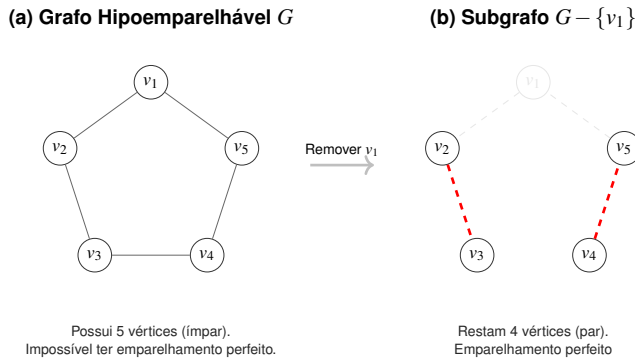 (a) Grafo Hipoemparelhável G
(b) Subgrafo G − {v₁}
v₁
v₂
v₅
v₃
v₄
Remover v₁
v₁
v₂
v₅
v₃
v₄
Possui 5 vértices (ímpar).
Impossível ter emparelhamento perfeito.
Restam 4 vértices (par).
Emparelhamento perfeito